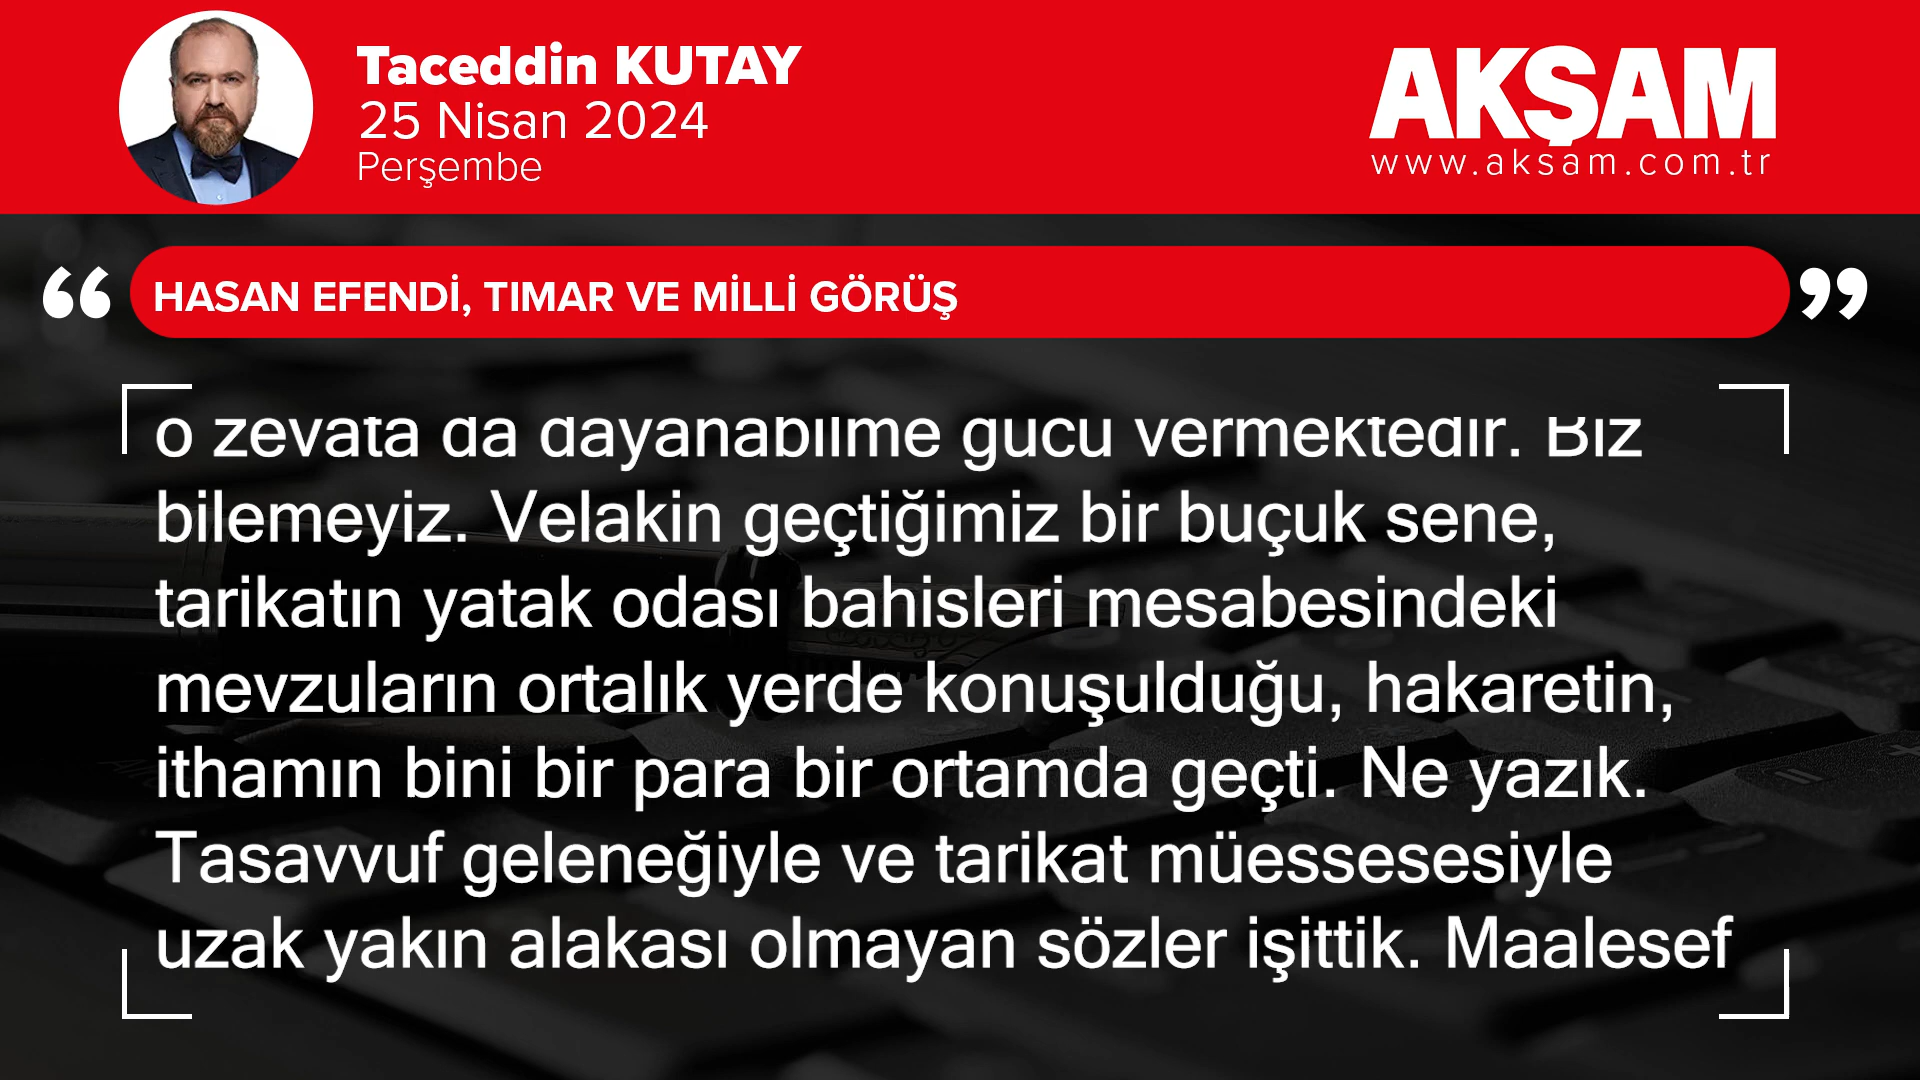 Taceddin KUTAY
25 Nisan 2024
Perşembe
AKŞAM
www.aksam.com.tr
“ HASAN EFENDİ, TIMAR VE MİLLİ GÖRÜŞ ”
o zevata da dayanabilme gücü vermektedir. Biz
bilemeyiz. Velakin geçtiğimiz bir buçuk sene,
tarikatın yatak odası bahisleri mesabesindeki
mevzuların ortalık yerde konuşulduğu, hakaretin,
ithamın bini bir para bir ortamda geçti. Ne yazık.
Tasavvuf geleneğiyle ve tarikat müessesesiyle
uzak yakın alakası olmayan sözler işittik. Maalesef